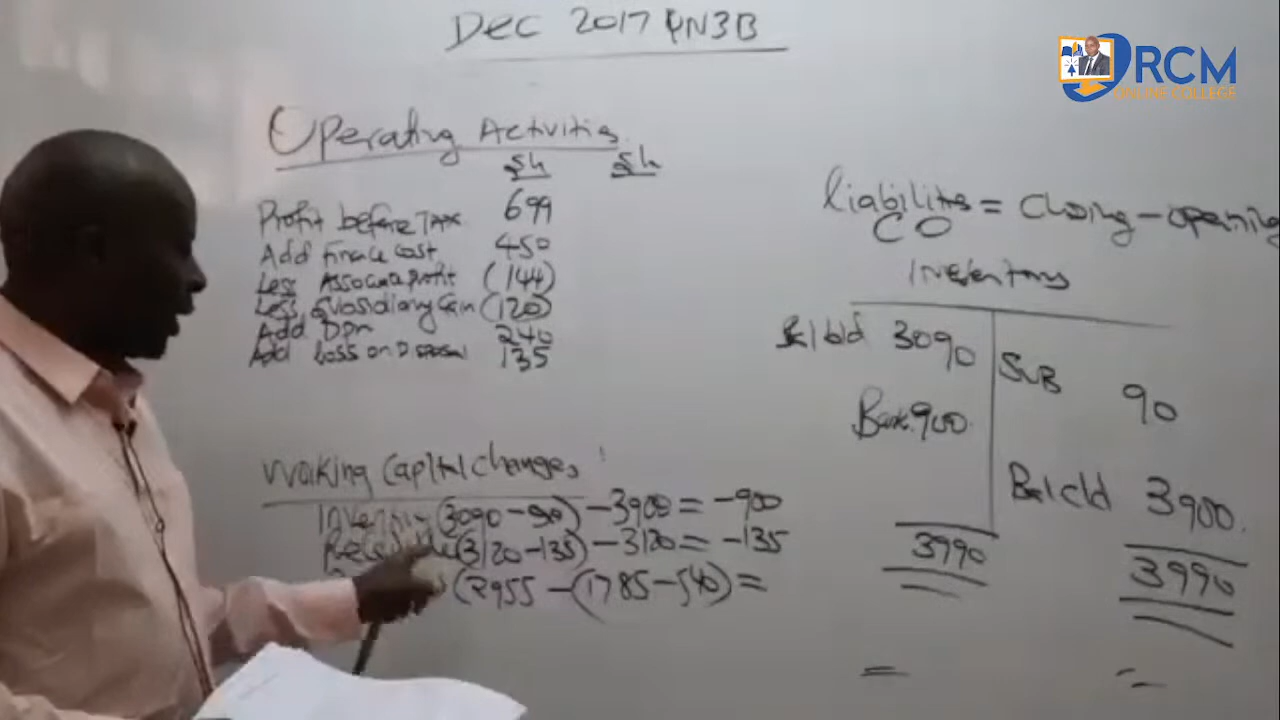 Dec 2017 QN3B
RCM
ONLINE COLLEGE
Operating Activities
Sh Sh
Profit before Tax 699
Add Finace cost 450
Less Associate profit (144)
Less subsidiary Gain (120)
Add Dpn 240
Add loss on Disposal 135
Working Capital Changes
(3090-90) - 3900 = -900
(3120-135) - 3120 = -135
(2955 - (1785-540) =
Liabilities = Closing - opening
CO
Inventory
Bal bld 3090
SUB 90
Bank 900
Bal cld 3900.
3990 3990